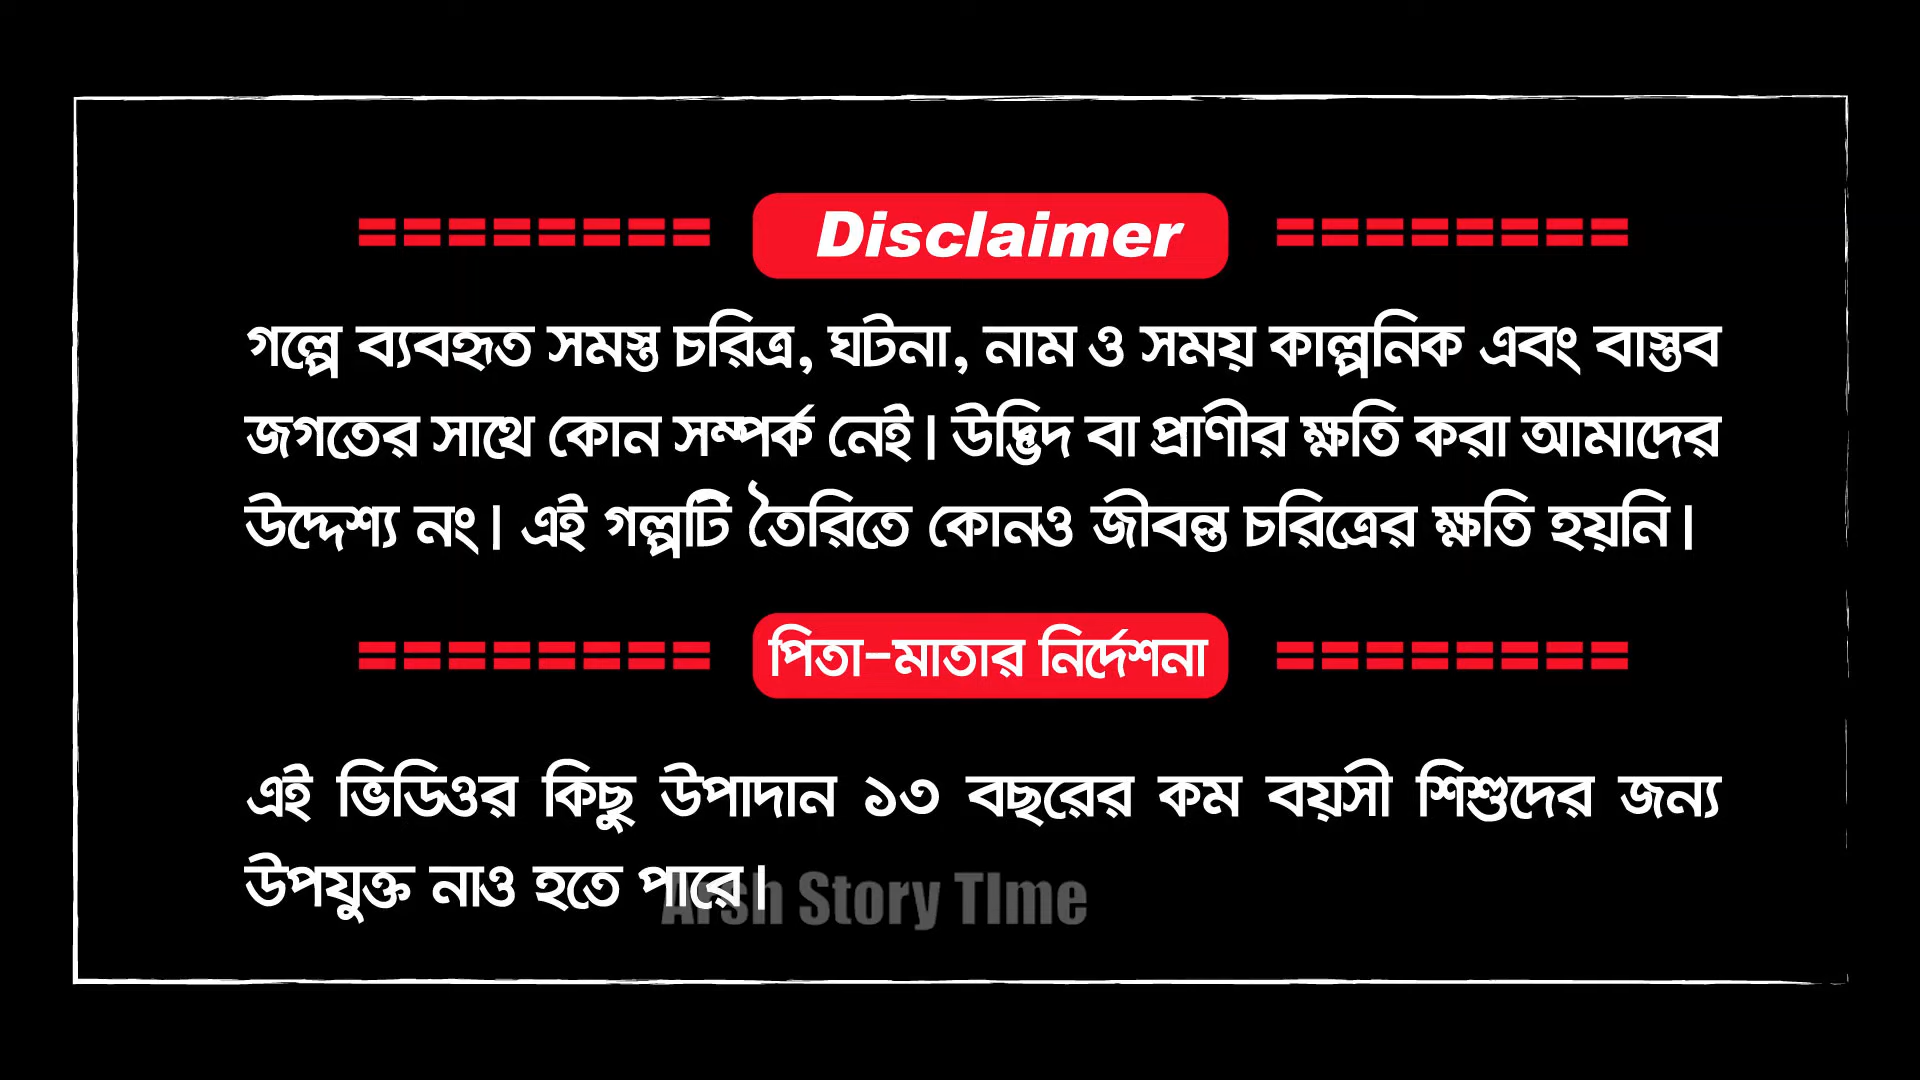 Disclaimer
গল্পে ব্যবহৃত সমস্ত চরিত্র, ঘটনা, নাম ও সময় কাল্পনিক এবং বাস্তব
জগতের সাথে কোন সম্পর্ক নেই। উদ্ভিদ বা প্রাণীর ক্ষতি করা আমাদের
উদ্দেশ্য নং। এই গল্পটি তৈরিতে কোনও জীবন্ত চরিত্রের ক্ষতি হয়নি।
পিতা-মাতার নির্দেশনা
এই ভিডিওর কিছু উপাদান ১৩ বছরের কম বয়সী শিশুদের জন্য
উপযুক্ত নাও হতে পারে।
Arsh Story TIme